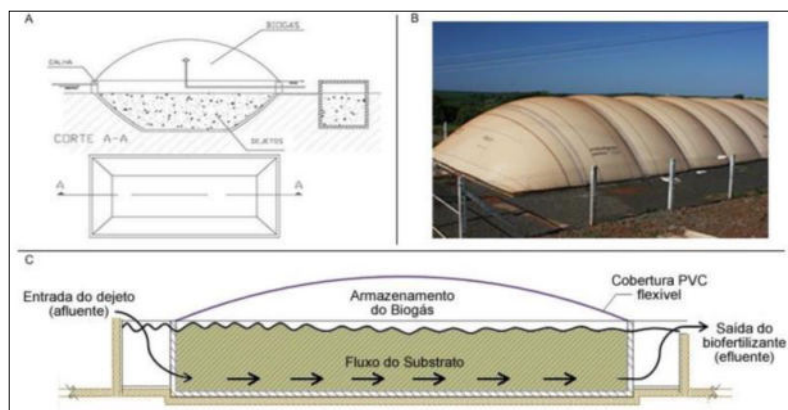 A
BIOGÁS
CALHA
DEJETOS
CORTE A-A
A
A
B
C
Entrada do dejeto
(afluente)
Armazenamento
do Biogás
Cobertura PVC
flexível
Fluxo do Substrato
Saída do
biofertilizante
(efluente)